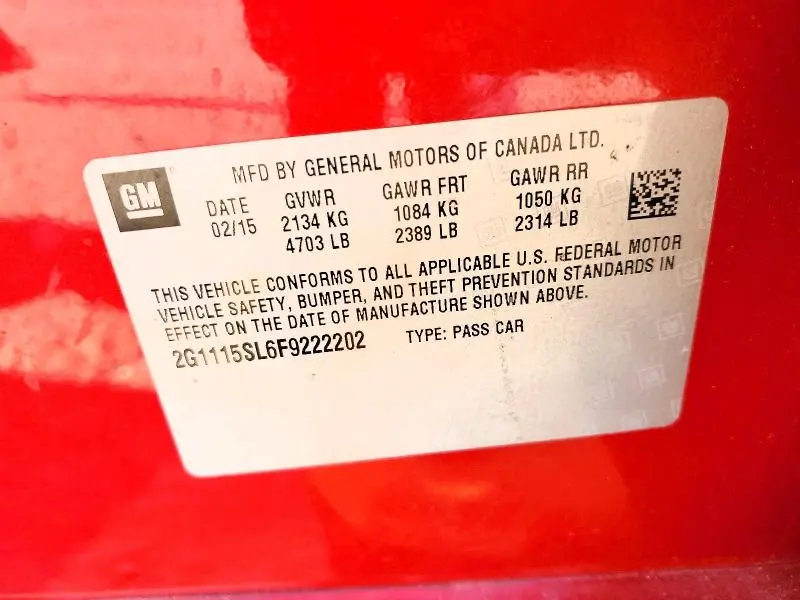 MFD BY GENERAL MOTORS OF CANADA LTD.
GM
DATE GVWR GAWR FRT GAWR RR
02/15 2134 KG 1084 KG 1050 KG
4703 LB 2389 LB 2314 LB
THIS VEHICLE CONFORMS TO ALL APPLICABLE U.S. FEDERAL MOTOR
VEHICLE SAFETY, BUMPER, AND THEFT PREVENTION STANDARDS IN
EFFECT ON THE DATE OF MANUFACTURE SHOWN ABOVE.
2G1115SL6F9222202 TYPE: PASS CAR